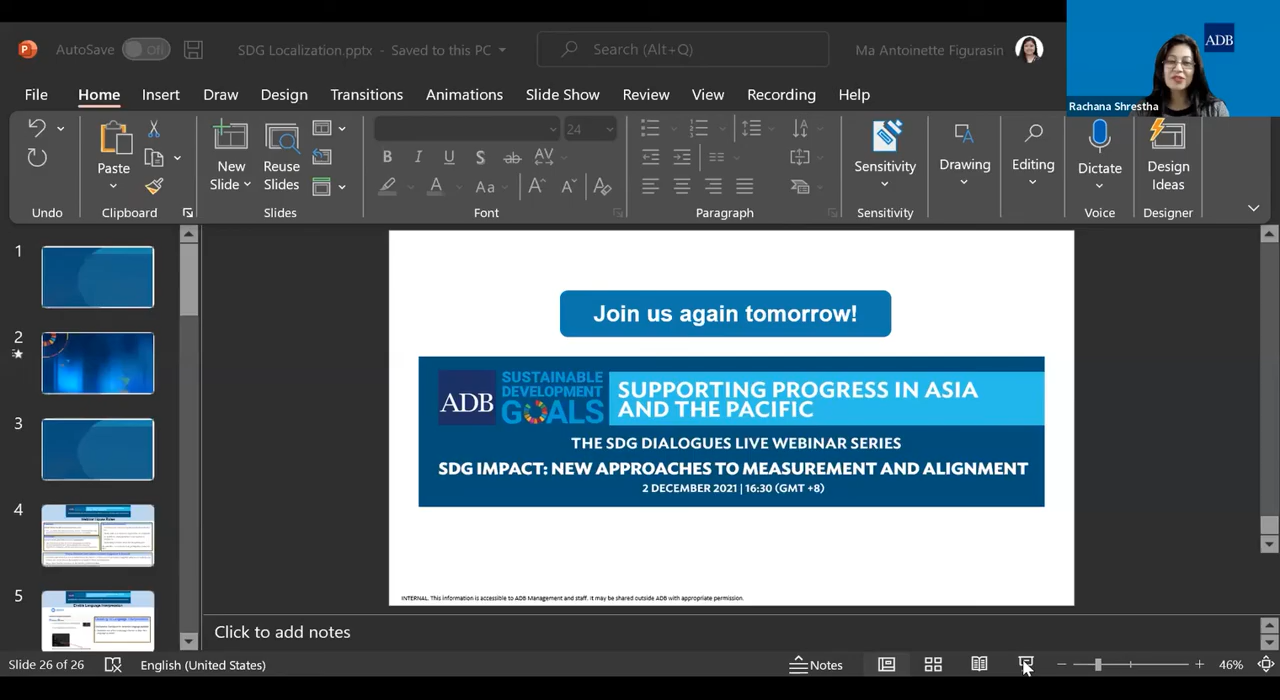 AutoSave Off SDG Localization.pptx - Saved to this PC Search (Alt+Q) Ma Antoinette Figurasin
ADB
Rachana Shrestha
File Home Insert Draw Design Transitions Animations Slide Show Review View Recording Help
24
Paste
New
Slide
Reuse
Slides
B I U S ab AV
Aa A A
Sensitivity
Drawing
Editing
Dictate
Design
Ideas
Undo Clipboard Slides Font Paragraph Sensitivity Voice Designer
1
2
3
4
5
Join us again tomorrow!
ADB
SUSTAINABLE
DEVELOPMENT
GOALS
SUPPORTING PROGRESS IN ASIA
AND THE PACIFIC
THE SDG DIALOGUES LIVE WEBINAR SERIES
SDG IMPACT: NEW APPROACHES TO MEASUREMENT AND ALIGNMENT
2 DECEMBER 2021 | 16:30 (GMT +8)
INTERNAL. This information is accessible to ADB Management and staff. It may be shared outside ADB with appropriate permission.
Click to add notes
Slide 26 of 26 English (United States) Notes 46%